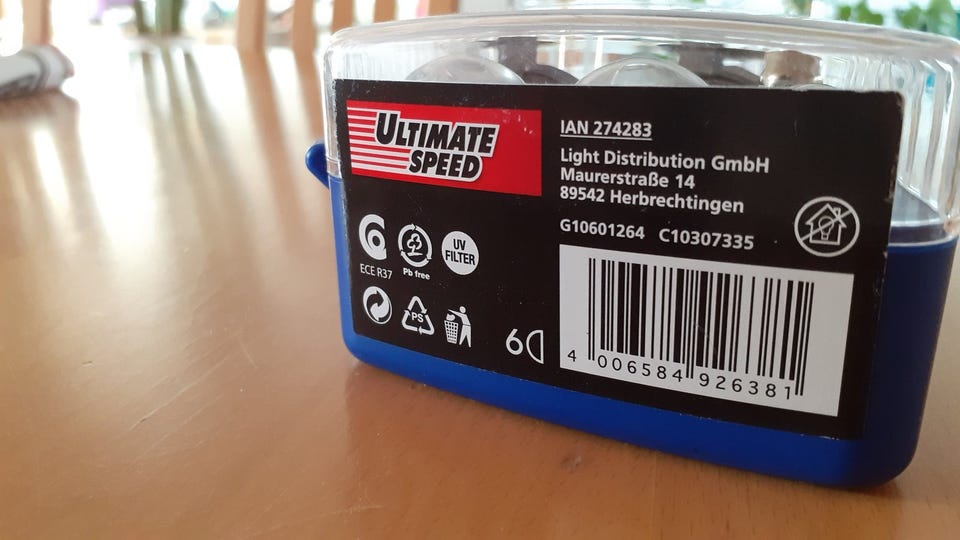 ULTIMATE
SPEED
IAN 274283
Light Distribution GmbH
Maurerstraße 14
89542 Herbrechtingen
G10601264 C10307335
ECE R37
Pb free
UV
FILTER
PS
6
4 006584 926381